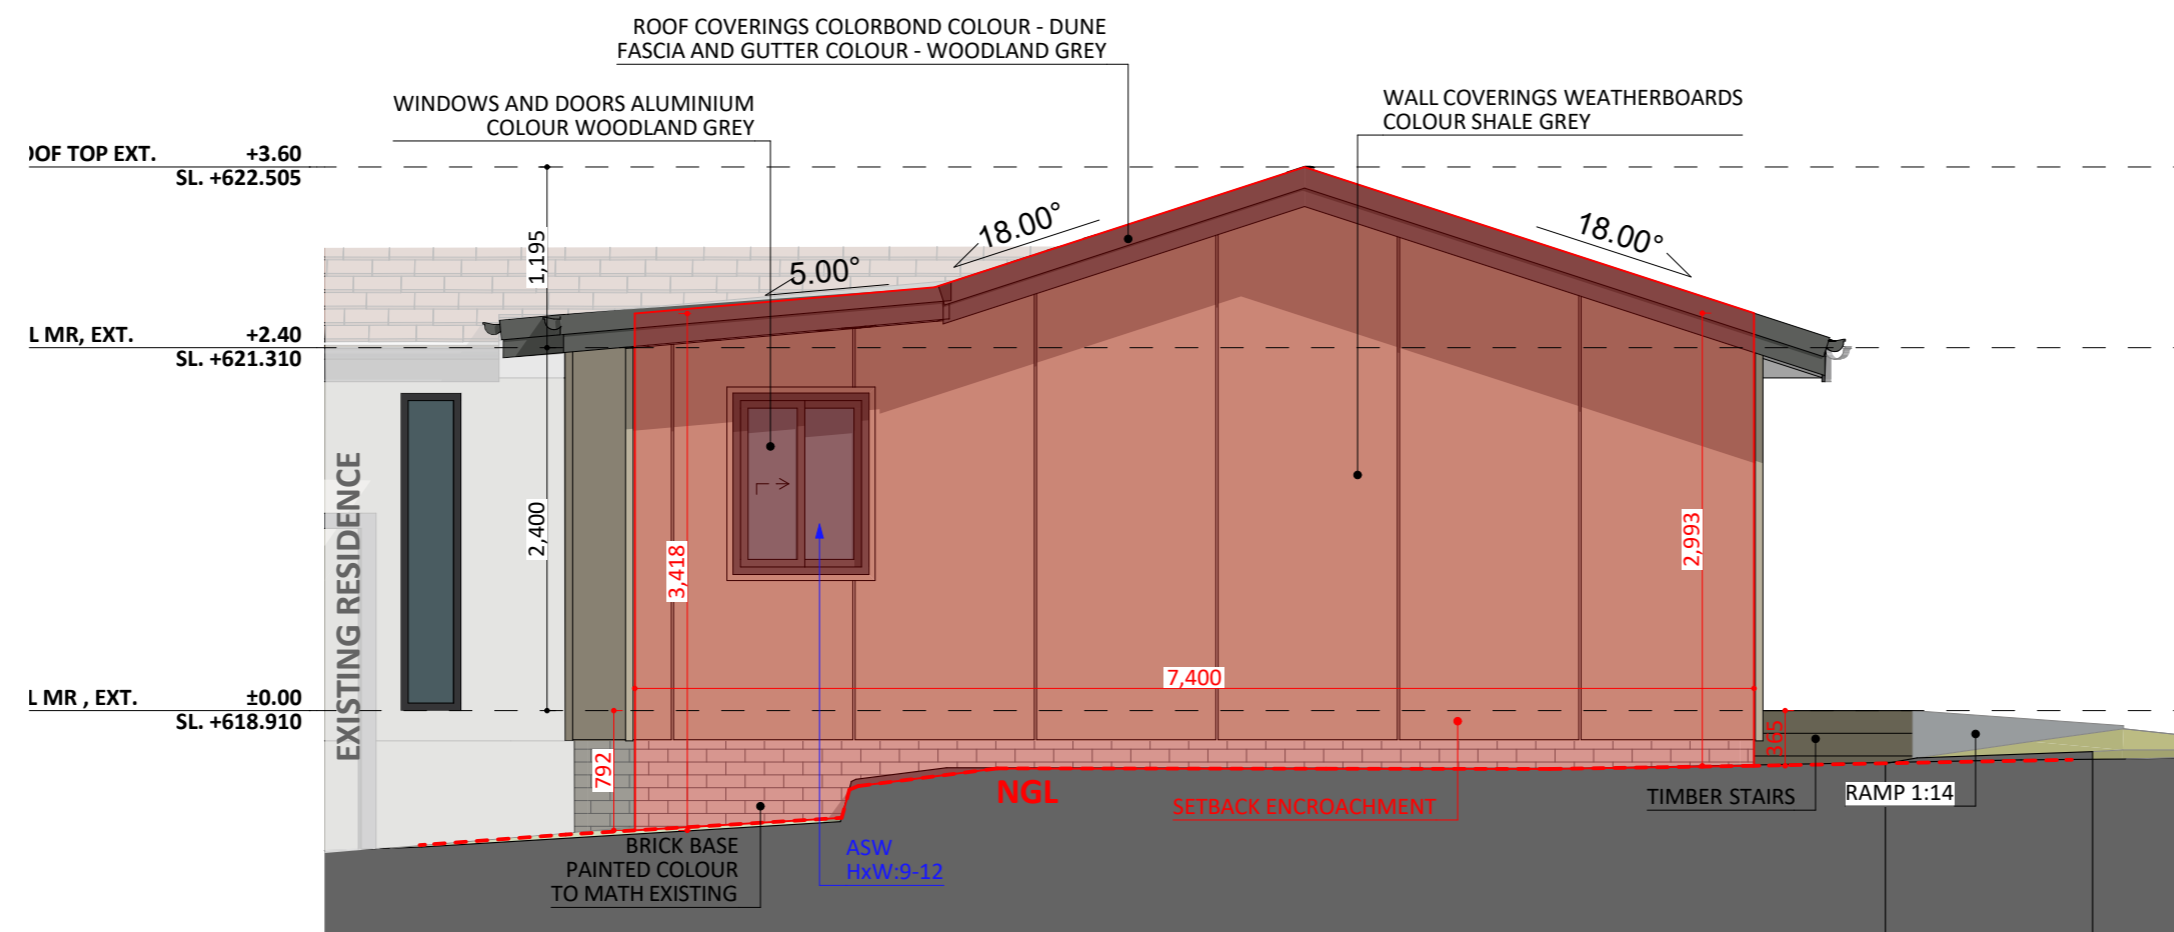 ROOF COVERINGS COLORBOND COLOUR - DUNE
FASCIA AND GUTTER COLOUR - WOODLAND GREY
WINDOWS AND DOORS ALUMINIUM
COLOUR WOODLAND GREY
WALL COVERINGS WEATHERBOARDS
COLOUR SHALE GREY
OOF TOP EXT. +3.60
SL. +622.505
18.00°
18.00°
5.00°
1,195
L MR, EXT. +2.40
SL. +621.310
EXISTING RESIDENCE
2,400
3,418
2,993
7,400
L MR , EXT. ±0.00
SL. +618.910
792
365
NGL
SETBACK ENCROACHMENT
TIMBER STAIRS
RAMP 1:14
BRICK BASE
PAINTED COLOUR
TO MATH EXISTING
ASW
HxW:9-12